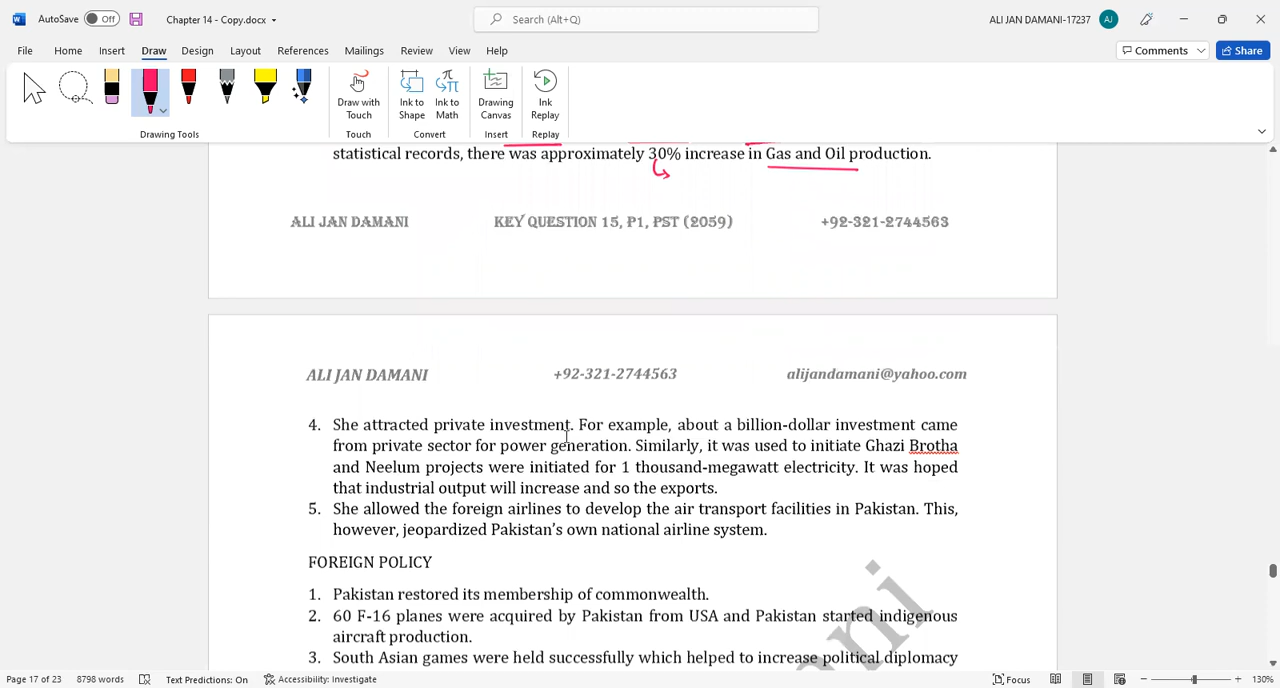 AutoSave Off Chapter 14 - Copy.docx Search (Alt+Q) ALI JAN DAMANI-17237 AJ
File Home Insert Draw Design Layout References Mailings Review View Help Comments Share
Draw with Touch Ink to Shape Ink to Math Drawing Canvas Ink Replay
Drawing Tools Touch Convert Insert Replay
statistical records, there was approximately 30% increase in Gas and Oil production.
ALI JAN DAMANI KEY QUESTION 15, P1, PST (2059) +92-321-2744563
ALI JAN DAMANI +92-321-2744563 alijandamani@yahoo.com
4. She attracted private investment. For example, about a billion-dollar investment came
from private sector for power generation. Similarly, it was used to initiate Ghazi Brotha
and Neelum projects were initiated for 1 thousand-megawatt electricity. It was hoped
that industrial output will increase and so the exports.
5. She allowed the foreign airlines to develop the air transport facilities in Pakistan. This,
however, jeopardized Pakistan's own national airline system.
FOREIGN POLICY
1. Pakistan restored its membership of commonwealth.
2. 60 F-16 planes were acquired by Pakistan from USA and Pakistan started indigenous
aircraft production.
3. South Asian games were held successfully which helped to increase political diplomacy
Page 17 of 23 8798 words Text Predictions: On Accessibility: Investigate Focus 130%